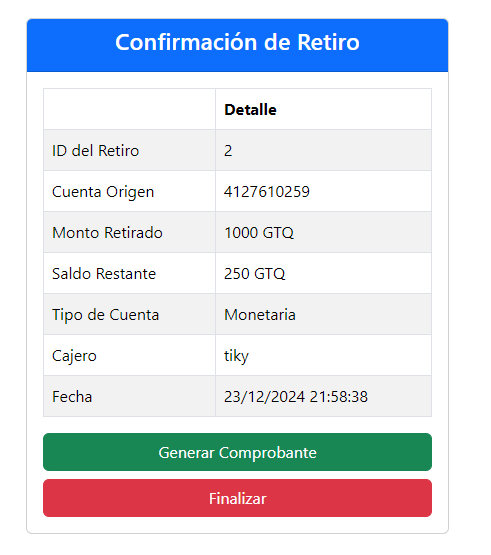 Confirmación de Retiro
Detalle
ID del Retiro 2
Cuenta Origen 4127610259
Monto Retirado 1000 GTQ
Saldo Restante 250 GTQ
Tipo de Cuenta Monetaria
Cajero tiky
Fecha 23/12/2024 21:58:38
Generar Comprobante
Finalizar